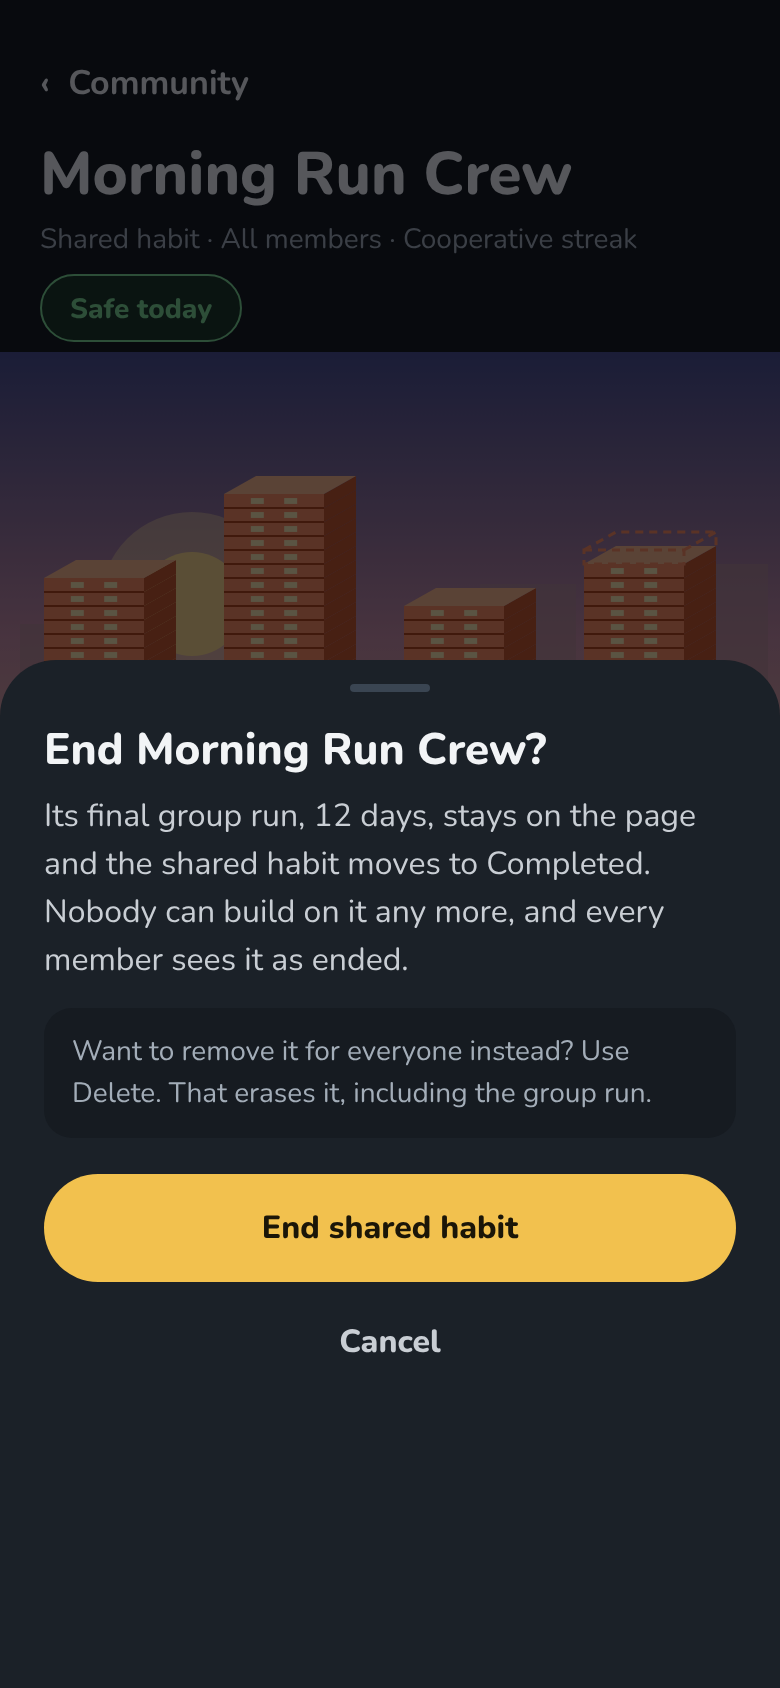 ‹ Community
Morning Run Crew
Shared habit · All members · Cooperative streak
Safe today
End Morning Run Crew?
Its final group run, 12 days, stays on the page
and the shared habit moves to Completed.
Nobody can build on it any more, and every
member sees it as ended.
Want to remove it for everyone instead? Use
Delete. That erases it, including the group run.
End shared habit
Cancel